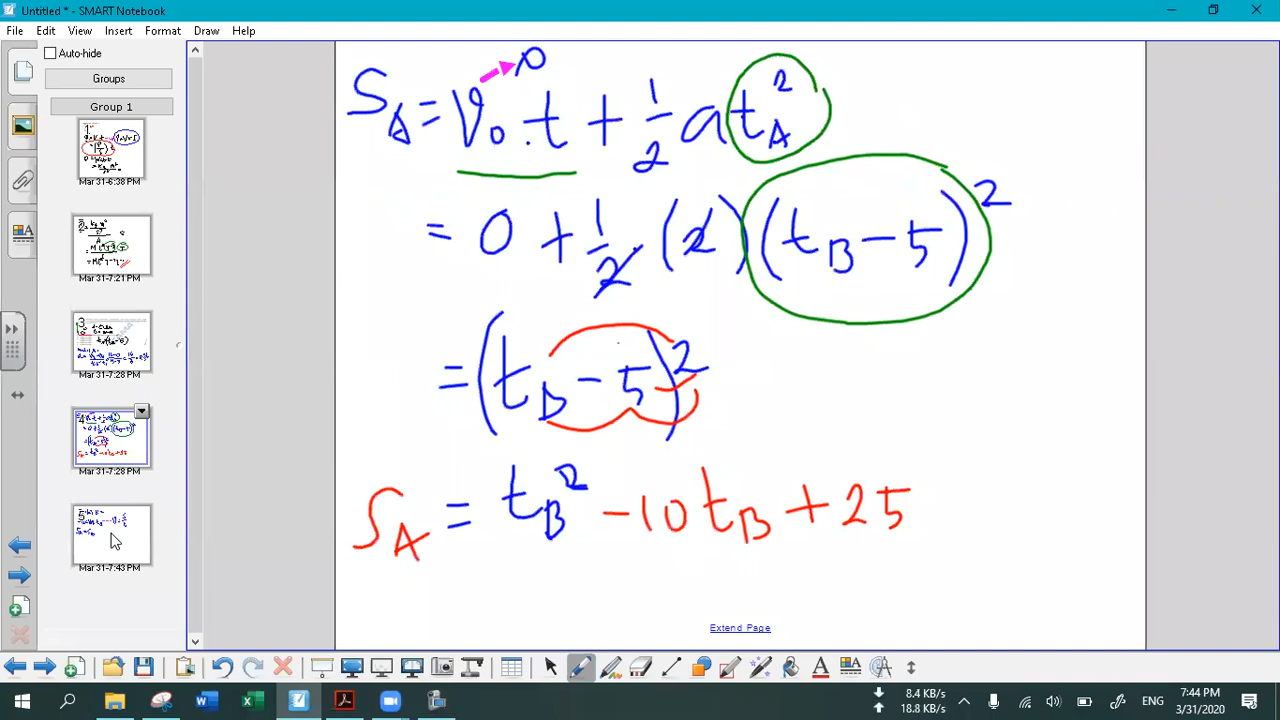 Untitled * - SMART Notebook
File Edit View Insert Format Draw Help
Auto-hide
Groups
Group 1
Mar 31-6:38 PM
Mar 31-7:21 PM
Mar 31-7:28 PM
Mar 31-7:28 PM
Mar 31-7:43 PM
S_A = V_0 . t + 1/2 a t_A^2
= 0 + 1/2 (2) (t_B - 5)^2
= (t_B - 5)^2
S_A = t_B^2 - 10 t_B + 25
Extend Page
8.4 KB/s
18.8 KB/s
ENG
7:44 PM
3/31/2020